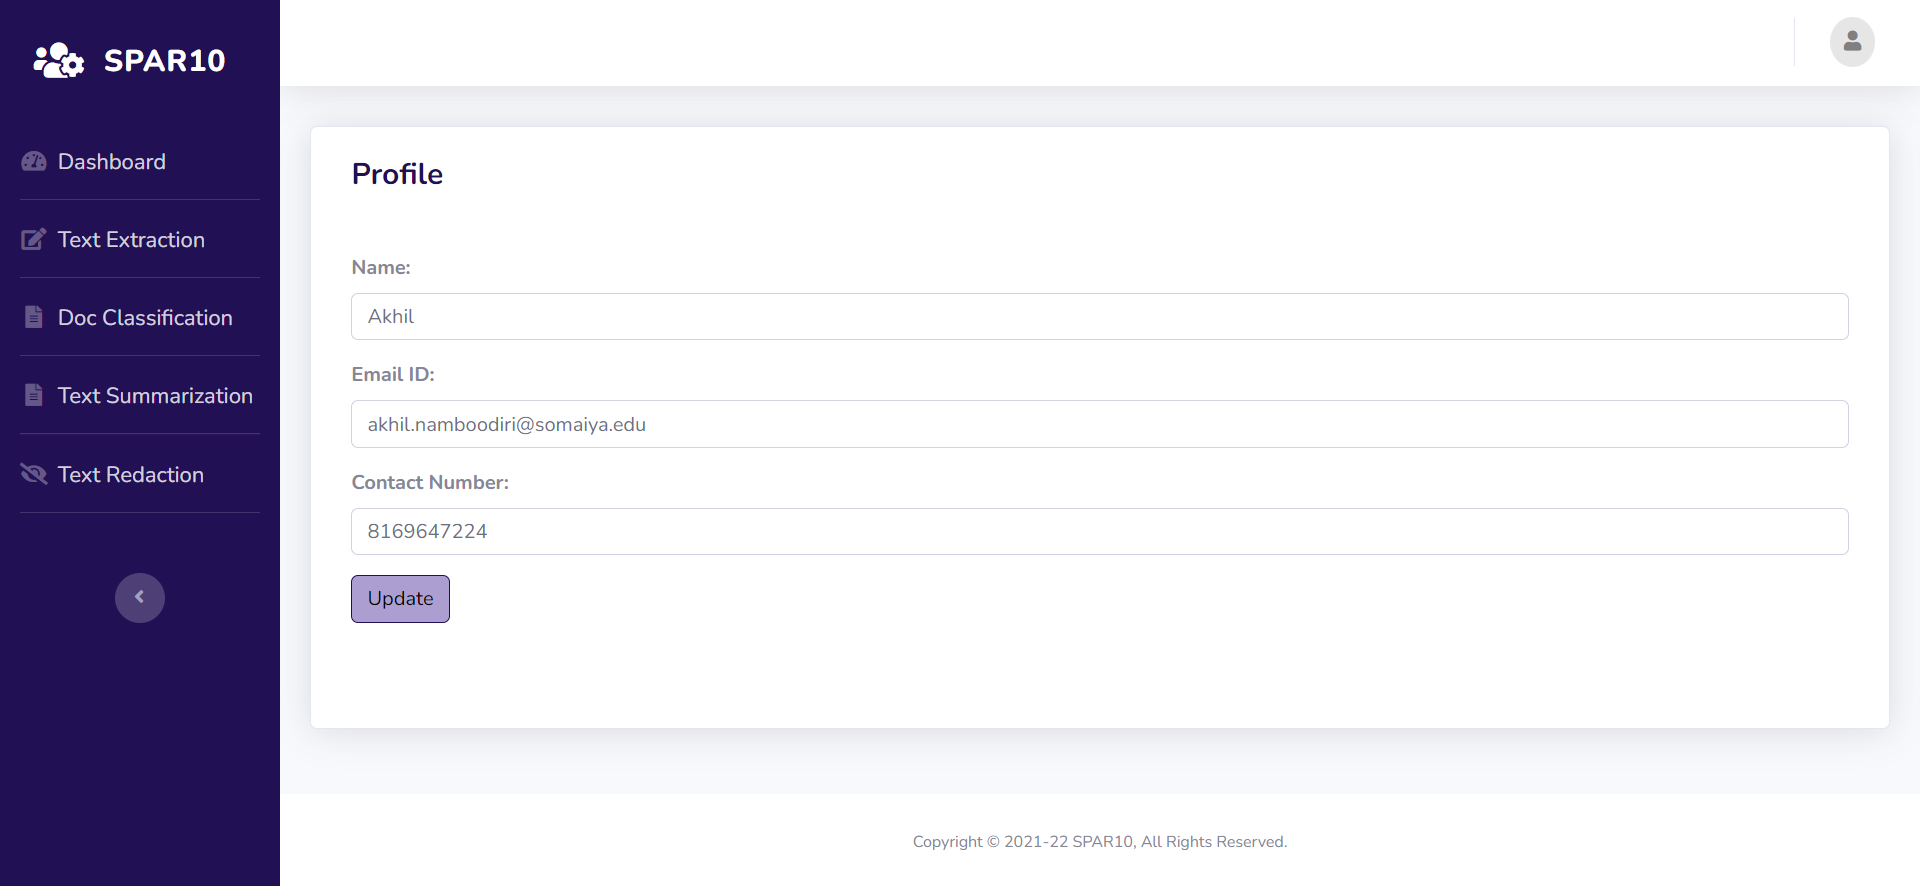 SPAR10
Dashboard
Text Extraction
Doc Classification
Text Summarization
Text Redaction
Profile
Name:
Akhil
Email ID:
akhil.namboodiri@somaiya.edu
Contact Number:
8169647224
Update
Copyright © 2021-22 SPAR10, All Rights Reserved.